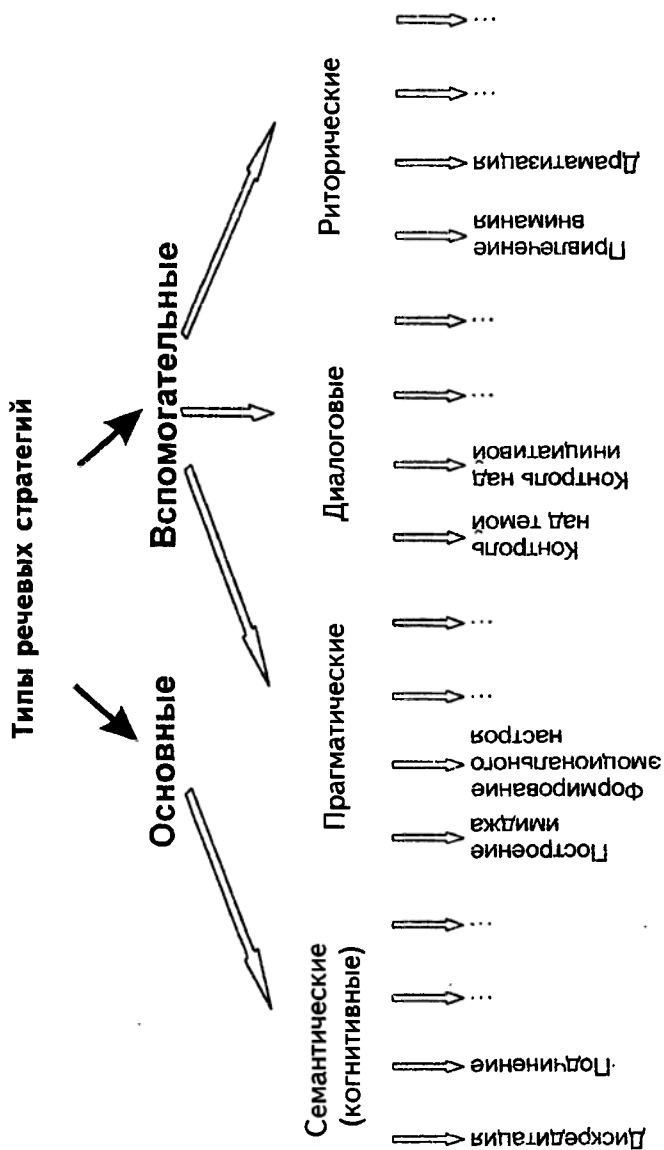 Типы речевых стратегий
Основные
Вспомогательные
Семантические
(когнитивные)
Прагматические
Диалоговые
Риторические
Дискредитация
Подчинение
...
...
Построение
имиджа
Формирование
эмоционального
настроя
...
...
Контроль
над темой
Контроль над
инициативой
...
...
Привлечение
внимания
Драматизация
...
...